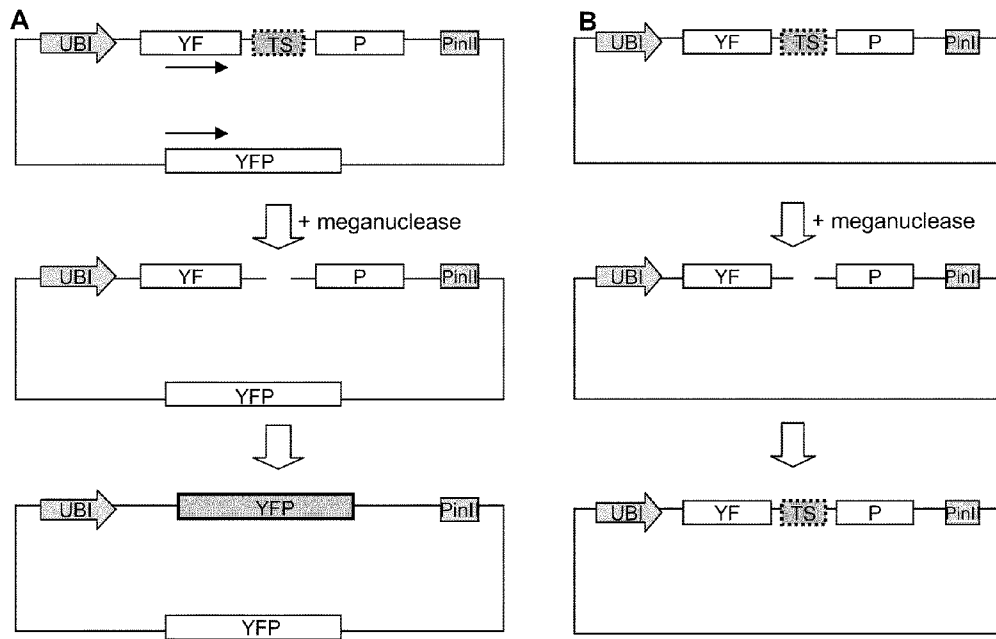 A
UBI YF TS P PinII
YFP
+ meganuclease
UBI YF P PinII
YFP
UBI YFP PinII
YFP
B
UBI YF TS P PinII
+ meganuclease
UBI YF P PinII
UBI YF TS P PinII